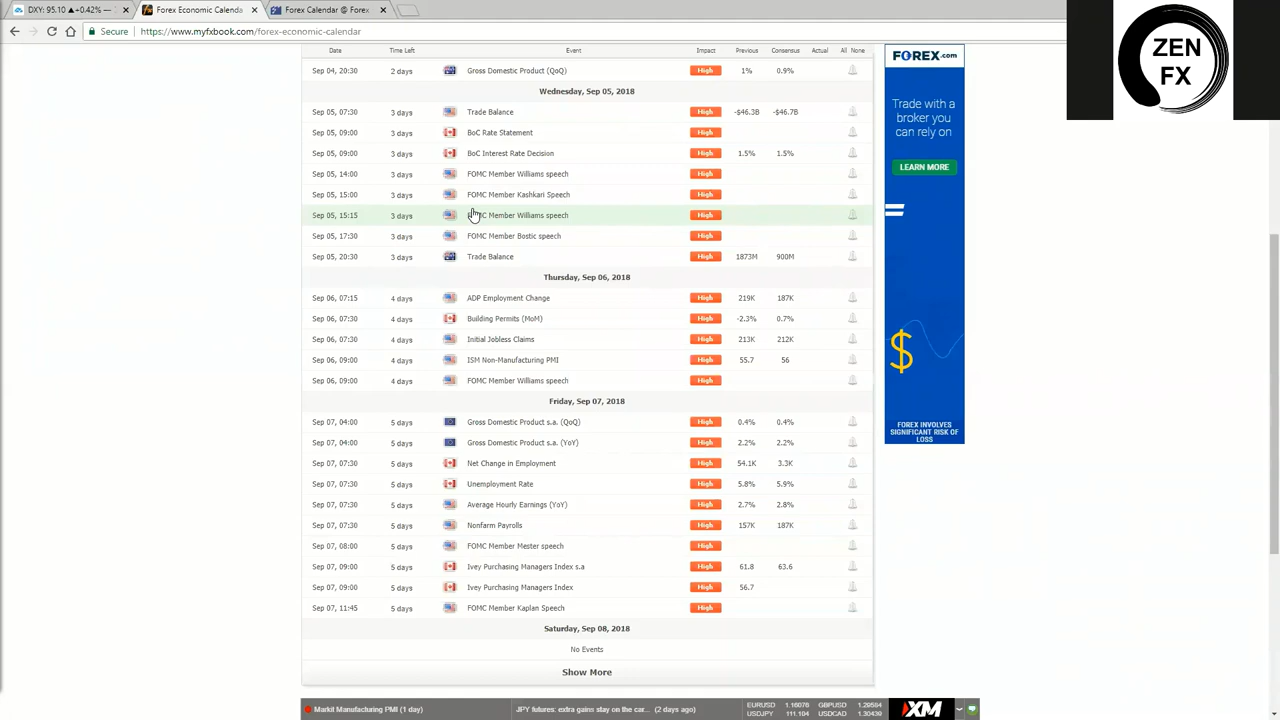 DXY: 95.10 ▲+0.42% ...
Forex Economic Calenda
Forex Calendar @ Forex
Secure
https://www.myfxbook.com/forex-economic-calendar
Date Time Left Event Impact Previous Consensus Actual All None
Sep 04, 20:30 2 days Gross Domestic Product (QoQ) High 1% 0.9%
Wednesday, Sep 05, 2018
Sep 05, 07:30 3 days Trade Balance High -$46.3B -$46.7B
Sep 05, 09:00 3 days BoC Rate Statement High
Sep 05, 09:00 3 days BoC Interest Rate Decision High 1.5% 1.5%
Sep 05, 14:00 3 days FOMC Member Williams speech High
Sep 05, 15:00 3 days FOMC Member Kashkari Speech High
Sep 05, 15:15 3 days FOMC Member Williams speech High
Sep 05, 17:30 3 days FOMC Member Bostic speech High
Sep 05, 20:30 3 days Trade Balance High 1873M 900M
Thursday, Sep 06, 2018
Sep 06, 07:15 4 days ADP Employment Change High 219K 187K
Sep 06, 07:30 4 days Building Permits (MoM) High -2.3% 0.7%
Sep 06, 07:30 4 days Initial Jobless Claims High 213K 212K
Sep 06, 09:00 4 days ISM Non-Manufacturing PMI High 55.7 56
Sep 06, 09:00 4 days FOMC Member Williams speech High
Friday, Sep 07, 2018
Sep 07, 04:00 5 days Gross Domestic Product s.a. (QoQ) High 0.4% 0.4%
Sep 07, 04:00 5 days Gross Domestic Product s.a. (YoY) High 2.2% 2.2%
Sep 07, 07:30 5 days Net Change in Employment High 54.1K 3.3K
Sep 07, 07:30 5 days Unemployment Rate High 5.8% 5.9%
Sep 07, 07:30 5 days Average Hourly Earnings (YoY) High 2.7% 2.8%
Sep 07, 07:30 5 days Nonfarm Payrolls High 157K 187K
Sep 07, 08:00 5 days FOMC Member Mester speech High
Sep 07, 09:00 5 days Ivey Purchasing Managers Index s.a High 61.8 63.6
Sep 07, 09:00 5 days Ivey Purchasing Managers Index High 56.7
Sep 07, 11:45 5 days FOMC Member Kaplan Speech High
Saturday, Sep 08, 2018
No Events
Show More
Markit Manufacturing PMI (1 day)
JPY futures: extra gains stay on the car... (2 days ago)
EURUSD 1.16076 GBPUSD 1.29584
USDJPY 111.104 USDCAD 1.30439
XM
FOREX.com
Trade with a
broker you
can rely on
LEARN MORE
$
FOREX INVOLVES
SIGNIFICANT RISK OF
LOSS
ZEN
FX